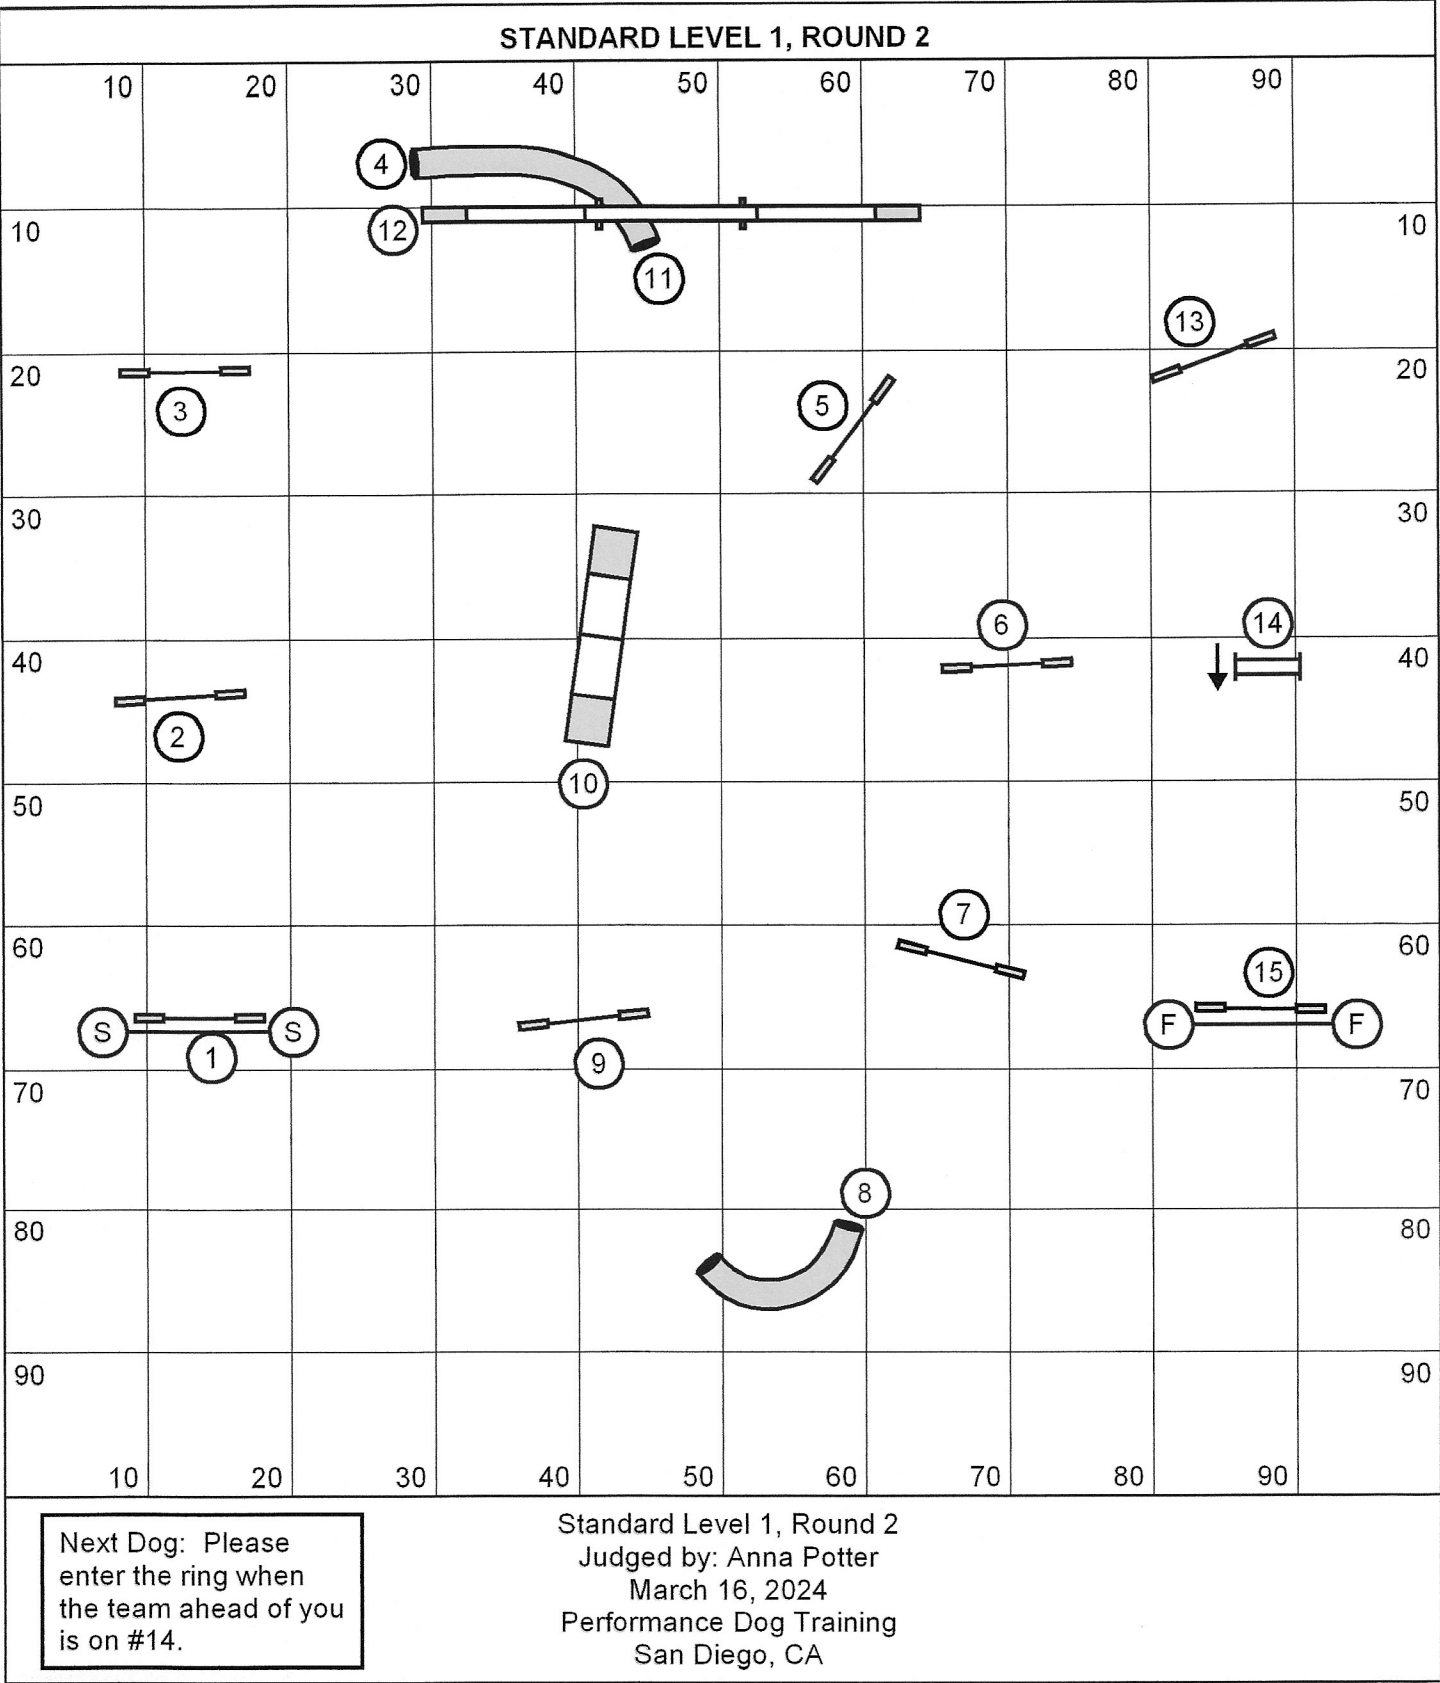 STANDARD LEVEL 1, ROUND 2
10 20 30 40 50 60 70 80 90
4
10 12 10
11
13
20 20
3 5
30 30
6 14
40 40
2
10
50 50
7
60 60
15
S S F F
1 9
70 70
8
80 80
90 90
10 20 30 40 50 60 70 80 90
Next Dog: Please
enter the ring when
the team ahead of you
is on #14.
Standard Level 1, Round 2
Judged by: Anna Potter
March 16, 2024
Performance Dog Training
San Diego, CA